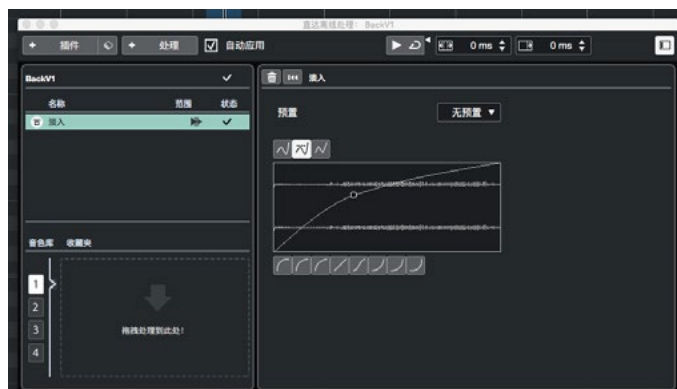 直达离线处理: BackV1
+ 插件 + 处理 自动应用 0 ms 0 ms
BackV1
名称 范围 状态
淡入
音色库 收藏夹
1
2
3
4
拖拽处理到此处!
淡入
预置 无预置